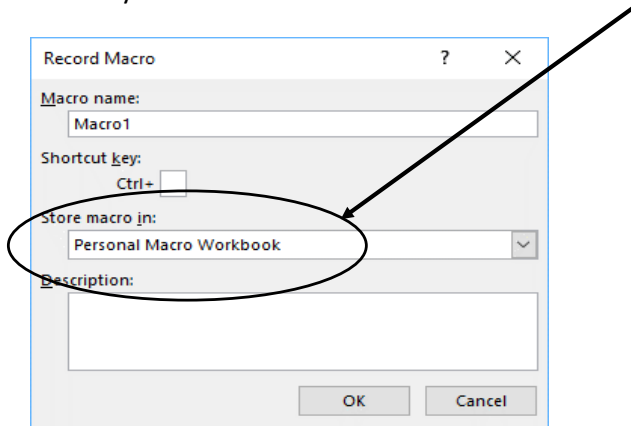 Record Macro ? ×
Macro name:
Macro1
Shortcut key:
Ctrl+
Store macro in:
Personal Macro Workbook
Description:
OK Cancel